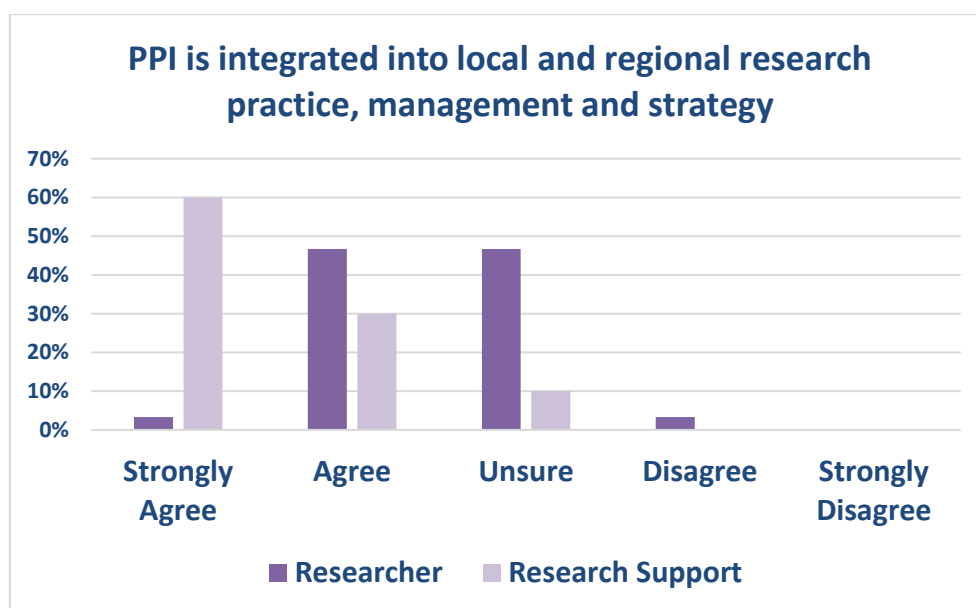 PPI is integrated into local and regional research
practice, management and strategy
70%
60%
50%
40%
30%
20%
10%
0%
Strongly
Agree
Agree
Unsure
Disagree
Strongly
Disagree
Researcher
Research Support